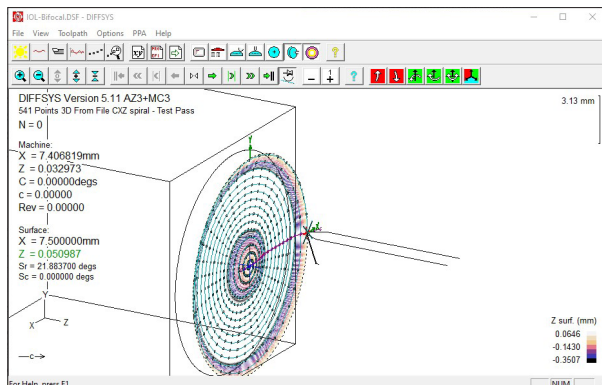 IOL-Bifocal.DSF - DIFFSYS
File View Toolpath Options PPA Help
DIFFSYS Version 5.11 AZ3+MC3
3.13 mm
541 Points 3D From File CXZ spiral - Test Pass
N = 0
Machine:
X = 7.406819mm
Z = 0.032973
C = 0.00000degs
c = 0.00000
Rev = 0.00000
Surface:
X = 7.500000mm
Z = 0.050987
Sr = 21.883700 degs
Sc = 0.000000 degs
Y
X Z
c
Z surf. (mm)
0.0646
-0.1430
-0.3507
For Help, press F1
NUM